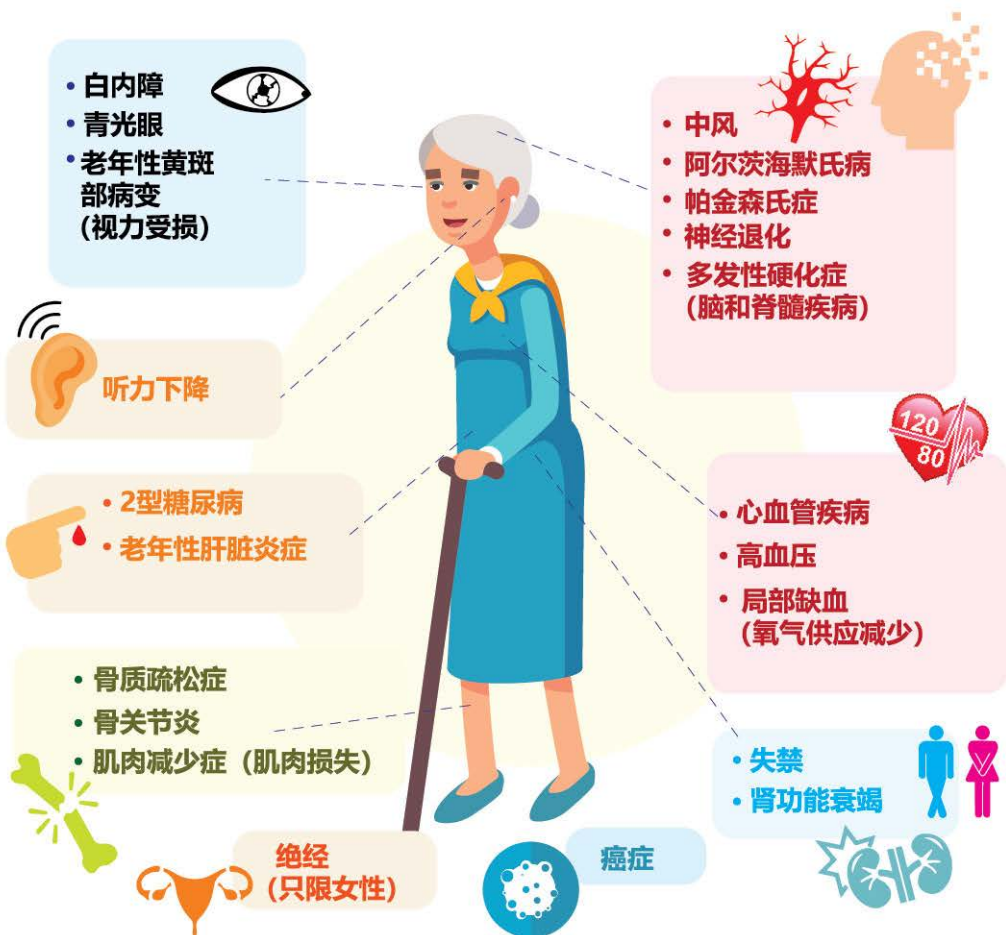 • 白内障
• 青光眼
• 老年性黄斑
部病变
(视力受损)
• 中风
• 阿尔茨海默氏病
• 帕金森氏症
• 神经退化
• 多发性硬化症
(脑和脊髓疾病)
听力下降
120
80
• 2型糖尿病
• 老年性肝脏炎症
• 心血管疾病
• 高血压
• 局部缺血
(氧气供应减少)
• 骨质疏松症
• 骨关节炎
• 肌肉减少症（肌肉损失）
• 失禁
• 肾功能衰竭
绝经
(只限女性)
癌症